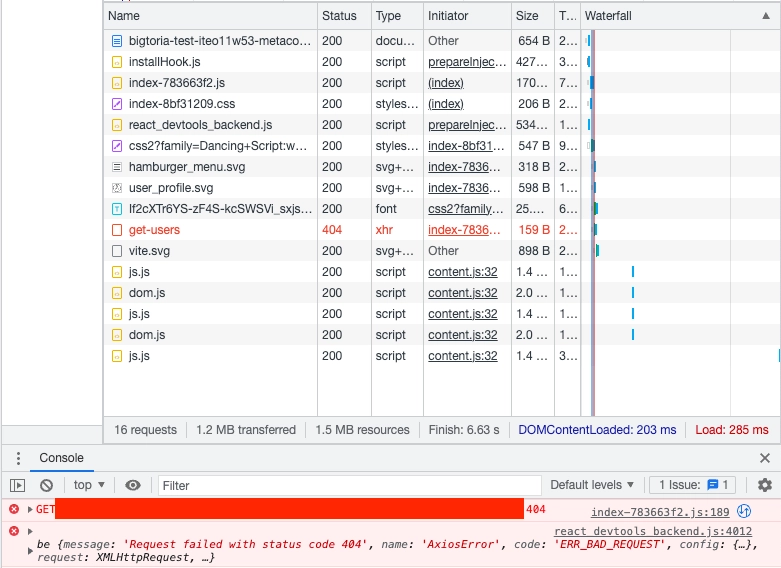 Name Status Type Initiator Size T... Waterfall ▲
bigtoria-test-iteo11w53-metaco... 200 docu... Other 654 B 2...
installHook.js 200 script prepareInjec... 427... 3...
index-783663f2.js 200 script (index) 170... 7...
index-8bf31209.css 200 styles... (index) 206 B 2...
react_devtools_backend.js 200 script prepareInjec... 534... 1...
css2?family=Dancing+Script:w... 200 styles... index-8bf31... 547 B 9...
hamburger_menu.svg 200 svg+... index-7836... 318 B 2...
user_profile.svg 200 svg+... index-7836... 598 B 1...
If2cXTr6YS-zF4S-kcSWSVi_sxjs... 200 font css2?family... 25.... 6...
get-users 404 xhr index-7836... 159 B 2...
vite.svg 200 svg+... Other 898 B 2...
js.js 200 script content.js:32 1.4 ... 1...
dom.js 200 script content.js:32 2.0 ... 1...
js.js 200 script content.js:32 1.4 ... 1...
dom.js 200 script content.js:32 2.0 ... 1...
js.js 200 script content.js:32 1.4 ... 3...
16 requests 1.2 MB transferred 1.5 MB resources Finish: 6.63 s DOMContentLoaded: 203 ms Load: 285 ms
Console
top ▼ Filter Default levels ▼ 1 Issue: 1
GET 404 index-783663f2.js:189
react_devtools_backend.js:4012
be {message: 'Request failed with status code 404', name: 'AxiosError', code: 'ERR_BAD_REQUEST', config: {…},
request: XMLHttpRequest, …}